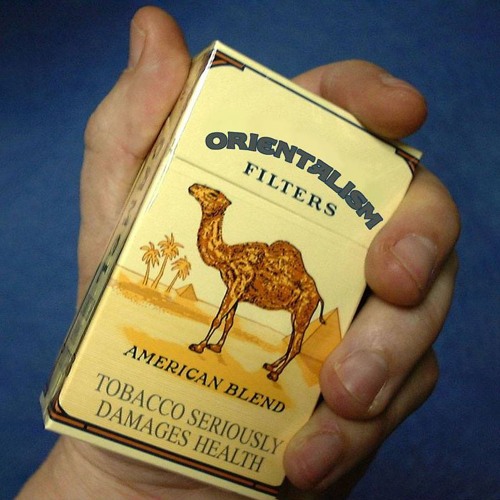 ORIENTALISM
FILTERS
AMERICAN BLEND
TOBACCO SERIOUSLY
DAMAGES HEALTH